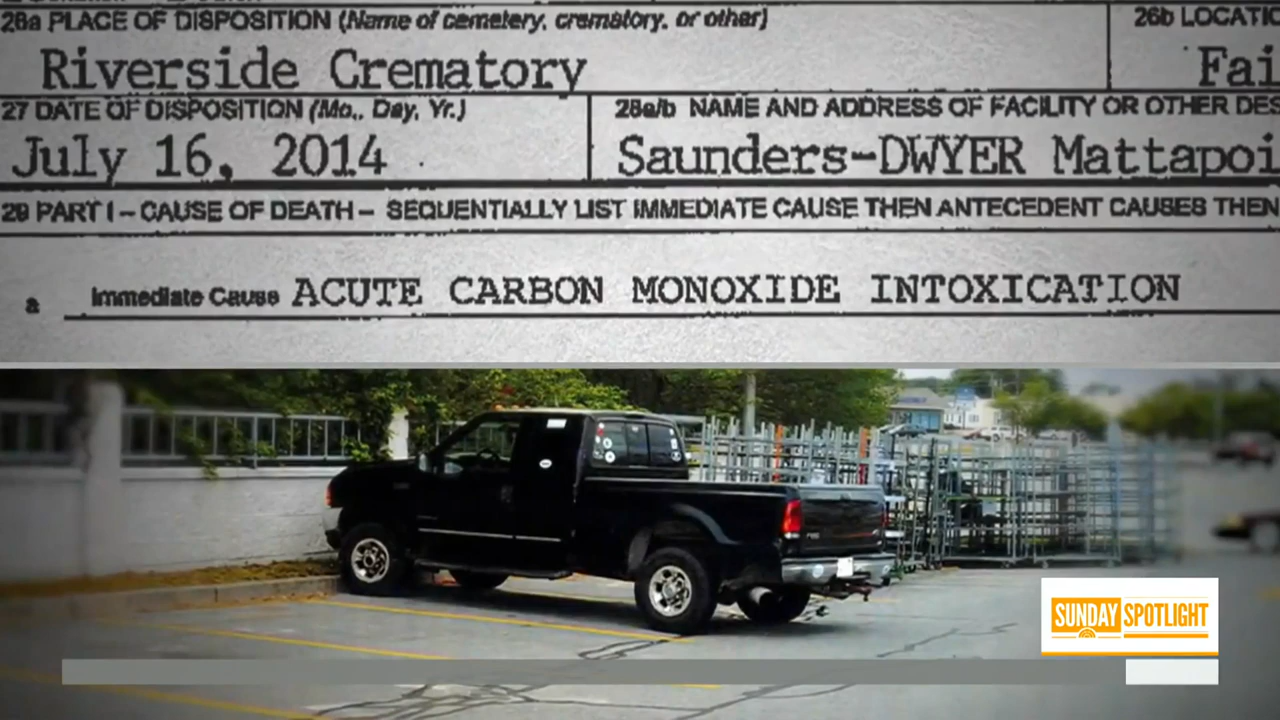 26a PLACE OF DISPOSITION (Name of cemetery, crematory, or other)
26b LOCATIO
Riverside Crematory
Fai
27 DATE OF DISPOSITION (Mo., Day, Yr.)
28a/b NAME AND ADDRESS OF FACILITY OR OTHER DES
July 16, 2014
Saunders-DWYER Mattapoi
29 PART I – CAUSE OF DEATH – SEQUENTIALLY LIST IMMEDIATE CAUSE THEN ANTECEDENT CAUSES THEN
a Immediate Cause ACUTE CARBON MONOXIDE INTOXICATION
SUNDAY SPOTLIGHT